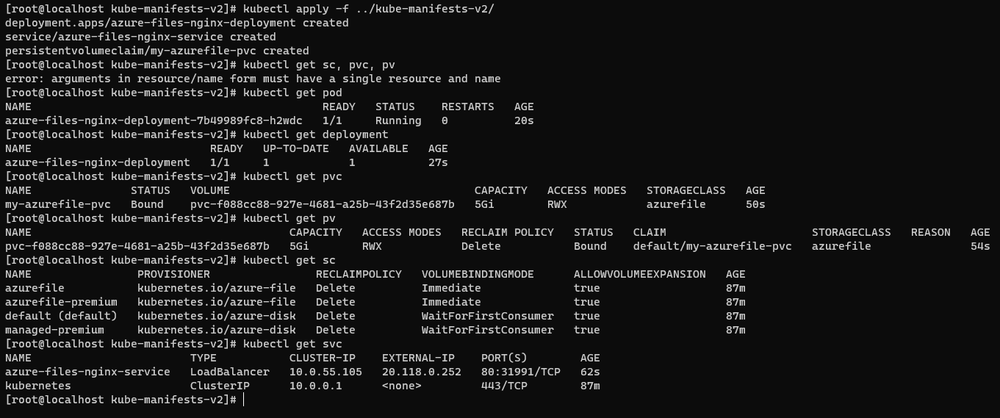 [root@localhost kube-manifests-v2]# kubectl apply -f ../kube-manifests-v2/
deployment.apps/azure-files-nginx-deployment created
service/azure-files-nginx-service created
persistentvolumeclaim/my-azurefile-pvc created
[root@localhost kube-manifests-v2]# kubectl get sc, pvc, pv
error: arguments in resource/name form must have a single resource and name
[root@localhost kube-manifests-v2]# kubectl get pod
NAME                                            READY   STATUS    RESTARTS   AGE
azure-files-nginx-deployment-7b49989fc8-h2wdc   1/1     Running   0          20s
[root@localhost kube-manifests-v2]# kubectl get deployment
NAME                           READY   UP-TO-DATE   AVAILABLE   AGE
azure-files-nginx-deployment   1/1     1            1           27s
[root@localhost kube-manifests-v2]# kubectl get pvc
NAME               STATUS   VOLUME                                     CAPACITY   ACCESS MODES   STORAGECLASS   AGE
my-azurefile-pvc   Bound    pvc-f088cc88-927e-4681-a25b-43f2d35e687b   5Gi        RWX            azurefile      50s
[root@localhost kube-manifests-v2]# kubectl get pv
NAME                                       CAPACITY   ACCESS MODES   RECLAIM POLICY   STATUS   CLAIM                      STORAGECLASS   REASON   AGE
pvc-f088cc88-927e-4681-a25b-43f2d35e687b   5Gi        RWX            Delete           Bound    default/my-azurefile-pvc   azurefile               54s
[root@localhost kube-manifests-v2]# kubectl get sc
NAME                PROVISIONER                RECLAIMPOLICY   VOLUMEBINDINGMODE      ALLOWVOLUMEEXPANSION   AGE
azurefile           kubernetes.io/azure-file   Delete          Immediate              true                   87m
azurefile-premium   kubernetes.io/azure-file   Delete          Immediate              true                   87m
default (default)   kubernetes.io/azure-disk   Delete          WaitForFirstConsumer   true                   87m
managed-premium     kubernetes.io/azure-disk   Delete          WaitForFirstConsumer   true                   87m
[root@localhost kube-manifests-v2]# kubectl get svc
NAME                        TYPE           CLUSTER-IP    EXTERNAL-IP    PORT(S)        AGE
azure-files-nginx-service   LoadBalancer   10.0.55.105   20.118.0.252   80:31991/TCP   62s
kubernetes                  ClusterIP      10.0.0.1      <none>         443/TCP        87m
[root@localhost kube-manifests-v2]#